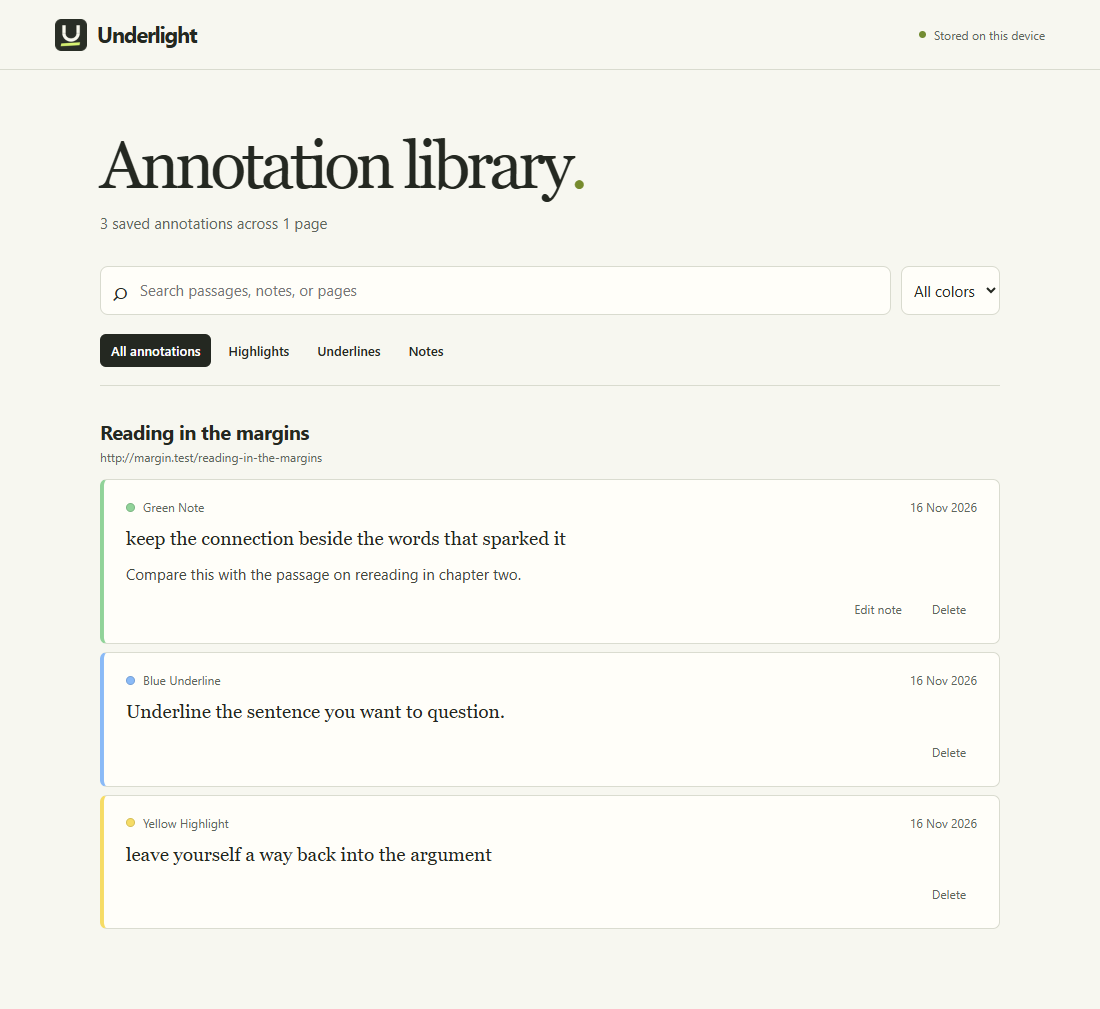 Underlight
Stored on this device
Annotation library.
3 saved annotations across 1 page
Search passages, notes, or pages
All colors
All annotations
Highlights
Underlines
Notes
Reading in the margins
http://margin.test/reading-in-the-margins
Green Note
16 Nov 2026
keep the connection beside the words that sparked it
Compare this with the passage on rereading in chapter two.
Edit note
Delete
Blue Underline
16 Nov 2026
Underline the sentence you want to question.
Delete
Yellow Highlight
16 Nov 2026
leave yourself a way back into the argument
Delete